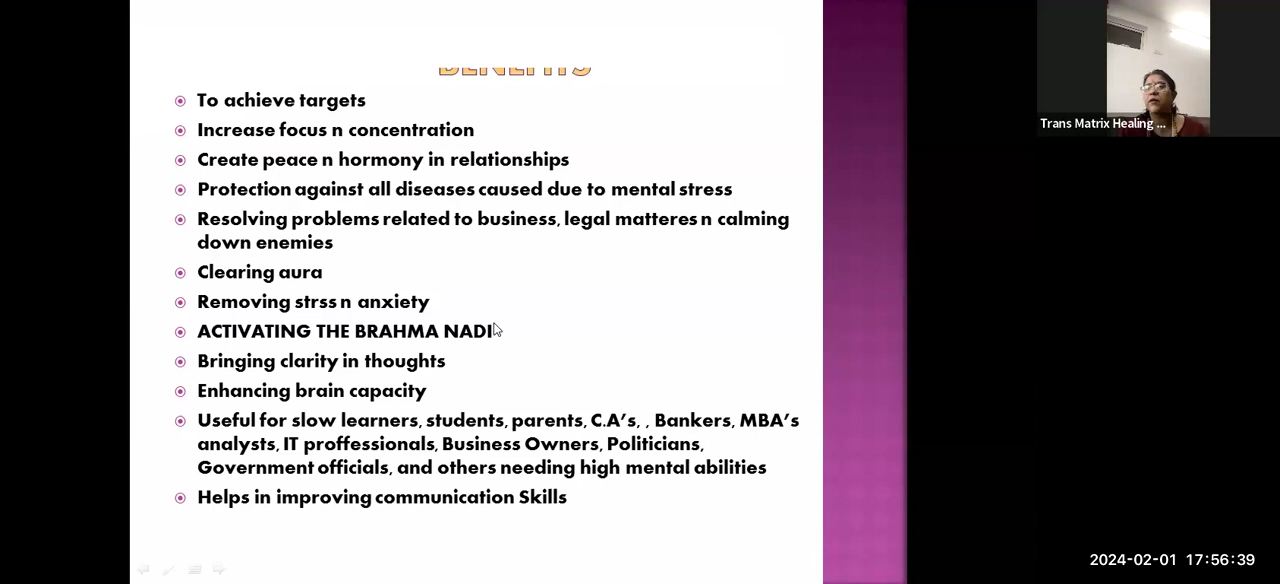 BENEFITS
To achieve targets
Increase focus n concentration
Create peace n hormony in relationships
Protection against all diseases caused due to mental stress
Resolving problems related to business, legal matteres n calming
down enemies
Clearing aura
Removing strss n anxiety
ACTIVATING THE BRAHMA NADI
Bringing clarity in thoughts
Enhancing brain capacity
Useful for slow learners, students, parents, C.A’s, , Bankers, MBA’s
analysts, IT proffessionals, Business Owners, Politicians,
Government officials, and others needing high mental abilities
Helps in improving communication Skills
Trans Matrix Healing ...
2024-02-01 17:56:39